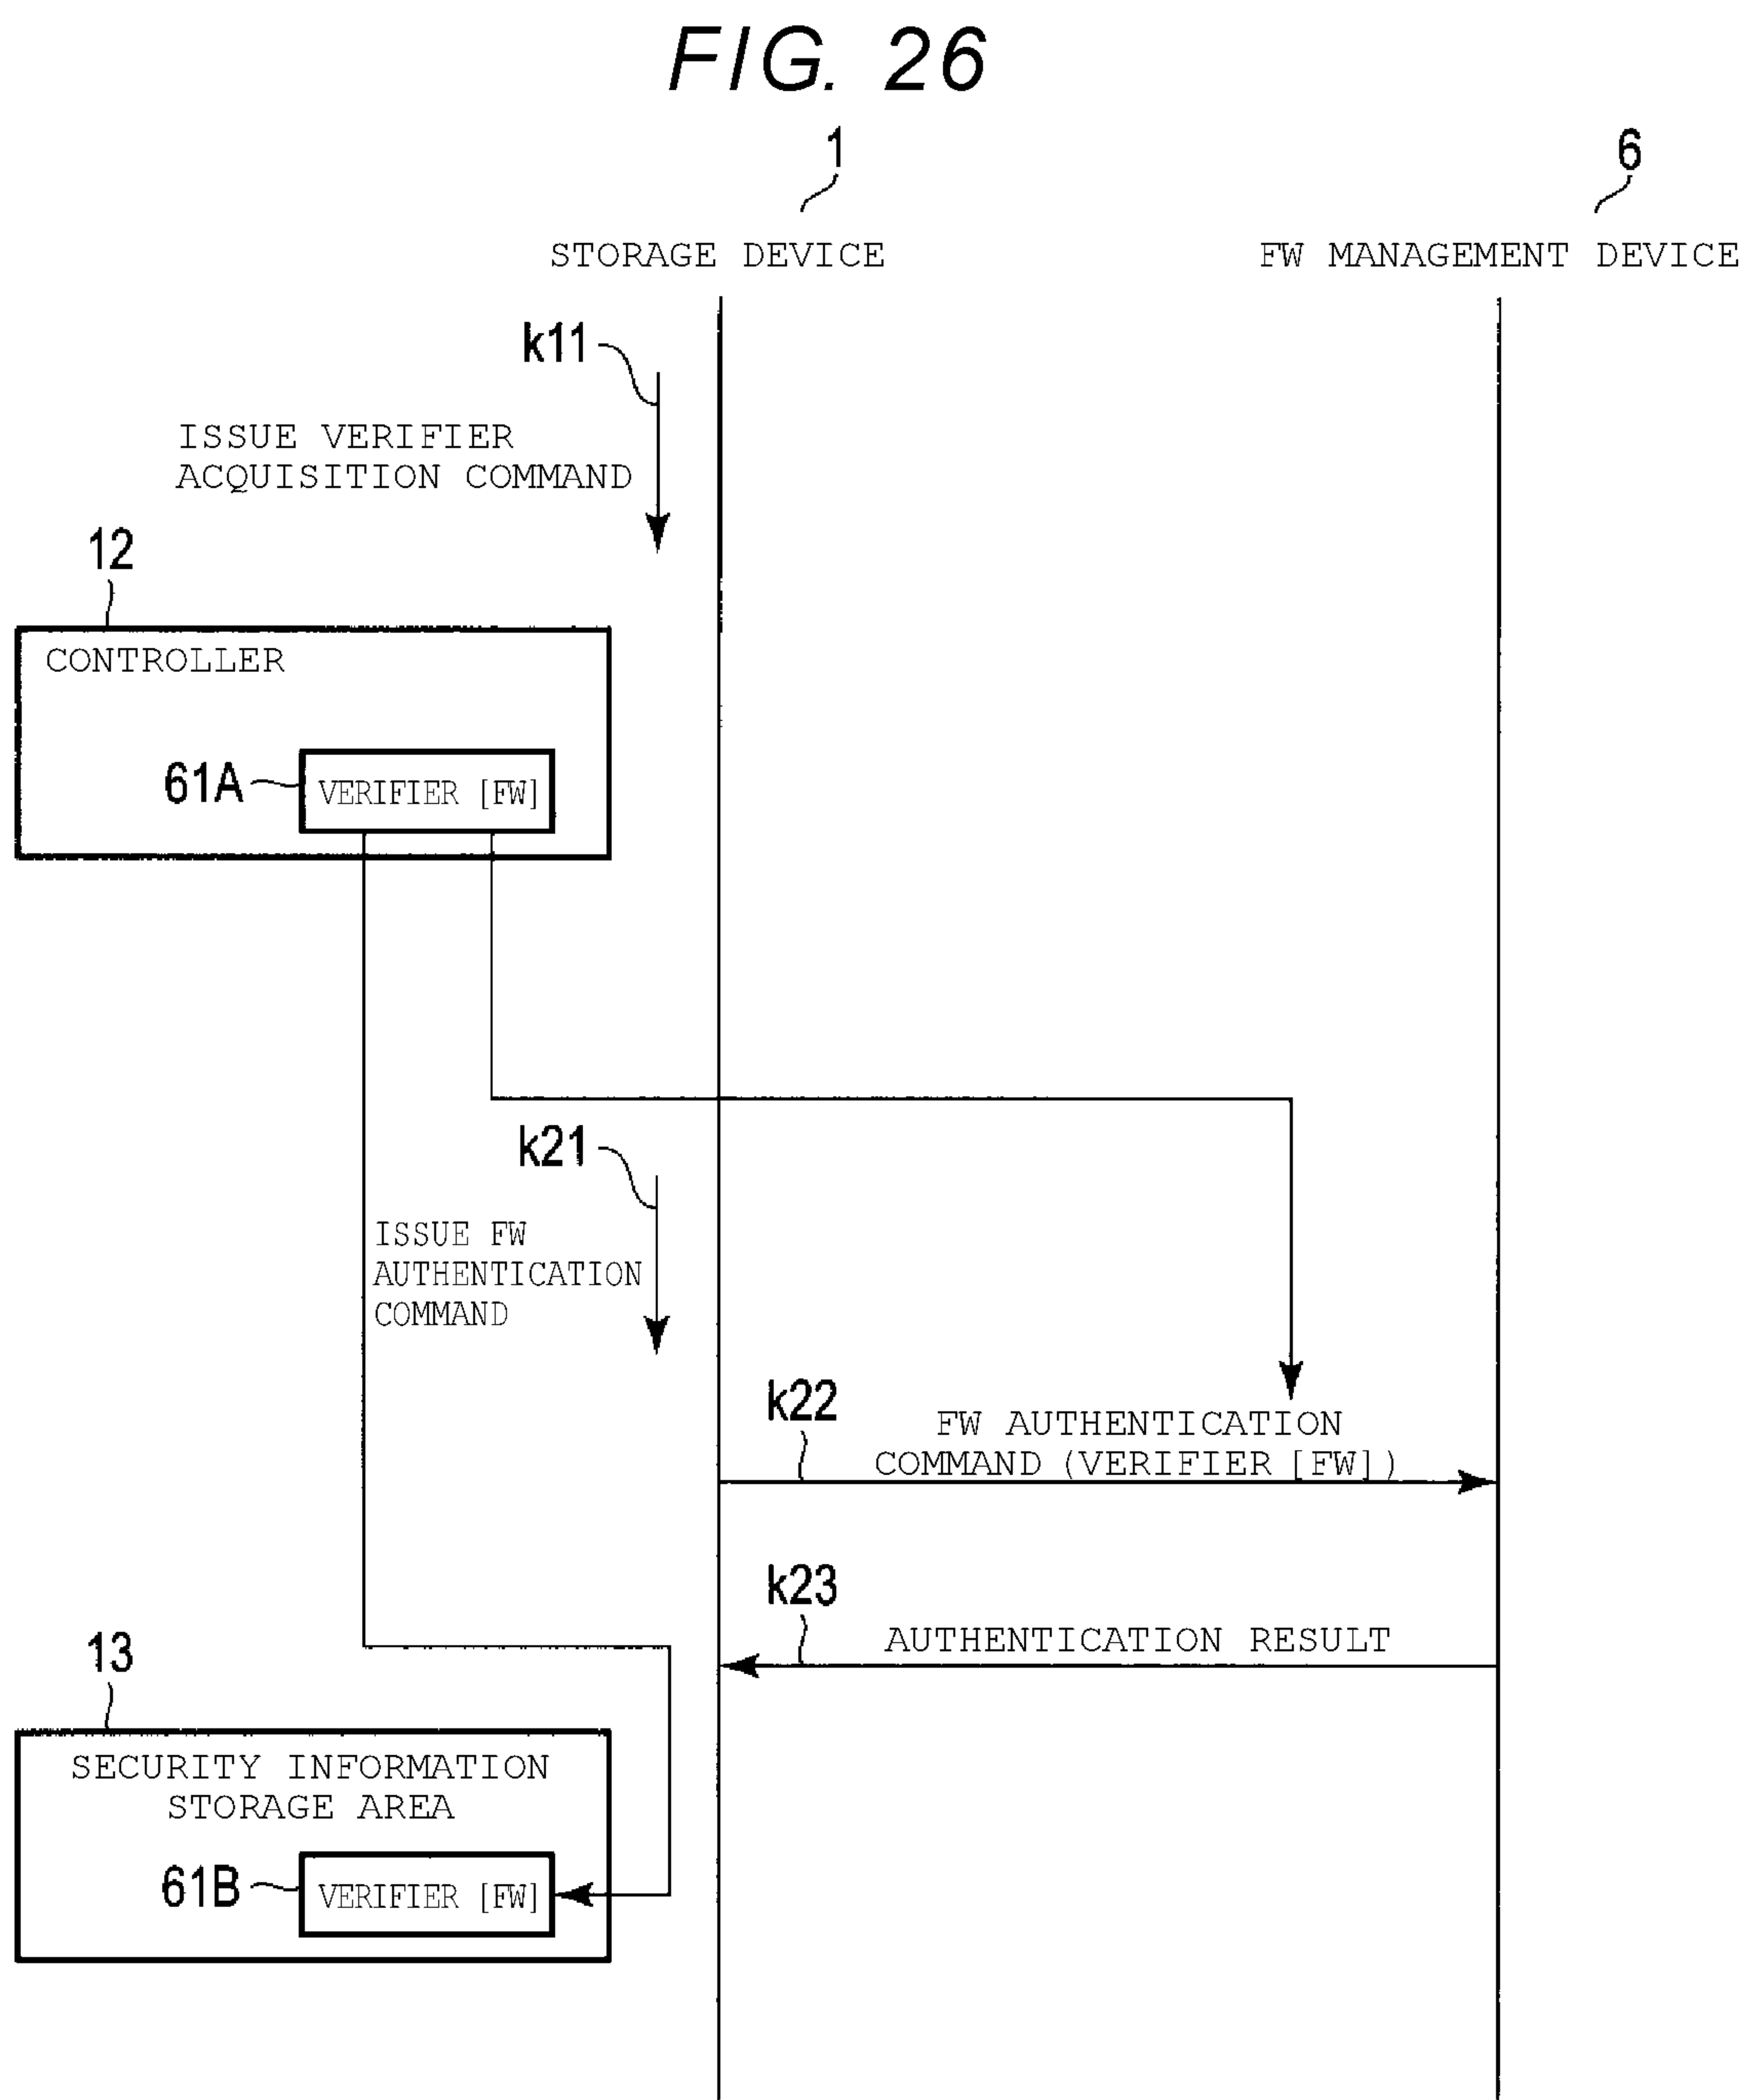 FIG. 26
1
6
STORAGE DEVICE
FW MANAGEMENT DEVICE
k11
ISSUE VERIFIER
ACQUISITION COMMAND
12
CONTROLLER
61A
VERIFIER [FW]
k21
ISSUE FW
AUTHENTICATION
COMMAND
k22
FW AUTHENTICATION
COMMAND (VERIFIER [FW])
k23
AUTHENTICATION RESULT
13
SECURITY INFORMATION
STORAGE AREA
61B
VERIFIER [FW]